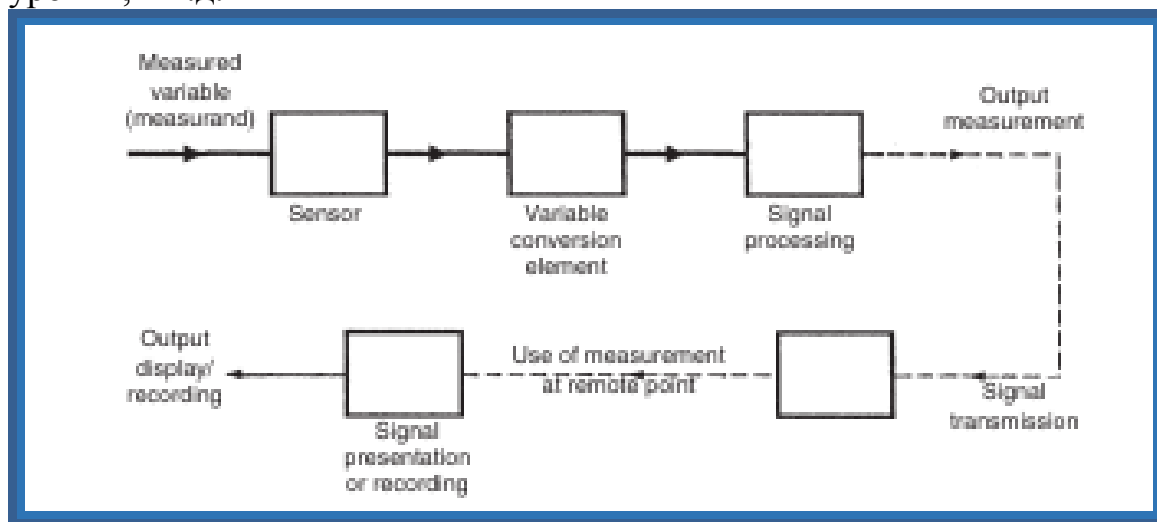 Measured
variable
(measurand)
Output
measurement
Sensor
Variable
conversion
element
Signal
processing
Output
display/
recording
Use of measurement
at remote point
Signal
transmission
Signal
presentation
or recording